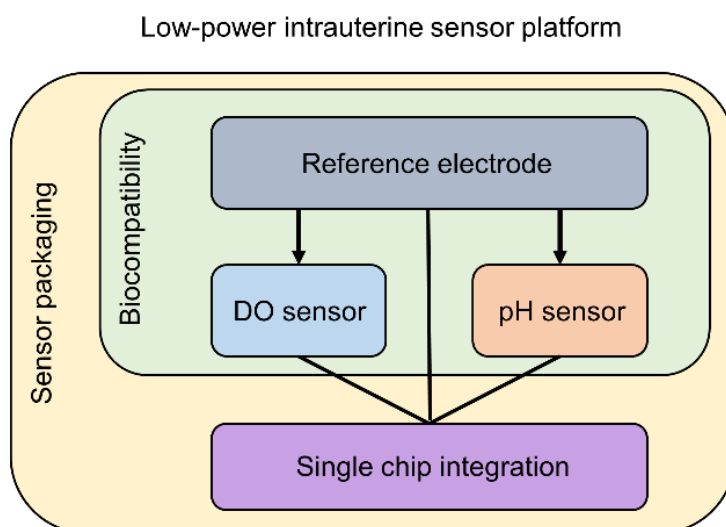 Low-power intrauterine sensor platform
Sensor packaging
Biocompatibility
Reference electrode
DO sensor
pH sensor
Single chip integration